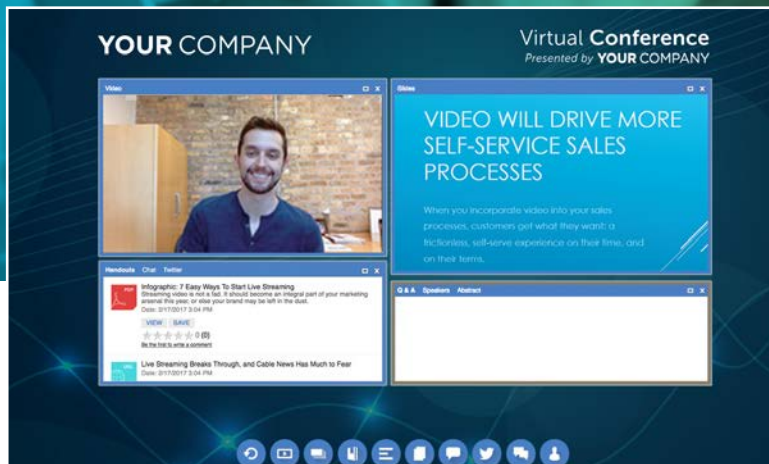 YOUR COMPANY
Virtual Conference
Presented by YOUR COMPANY
Video
Slides
VIDEO WILL DRIVE MORE
SELF-SERVICE SALES
PROCESSES
When you incorporate video into your sales
processes, customers get what they want: a
frictionless, self-serve experience on their time, and
on their terms.
Handouts Chat Twitter
PDF
Infographic: 7 Easy Ways To Start Live Streaming
Streaming video is not a fad. It should become an integral part of your marketing
arsenal this year, or else your brand may be left in the dust.
Date: 2/17/2017 3:04 PM
VIEW SAVE
0 (0)
Be the first to write a comment
Live Streaming Breaks Through, and Cable News Has Much to Fear
Date: 2/17/2017 3:04 PM
Q & A Speakers Abstract